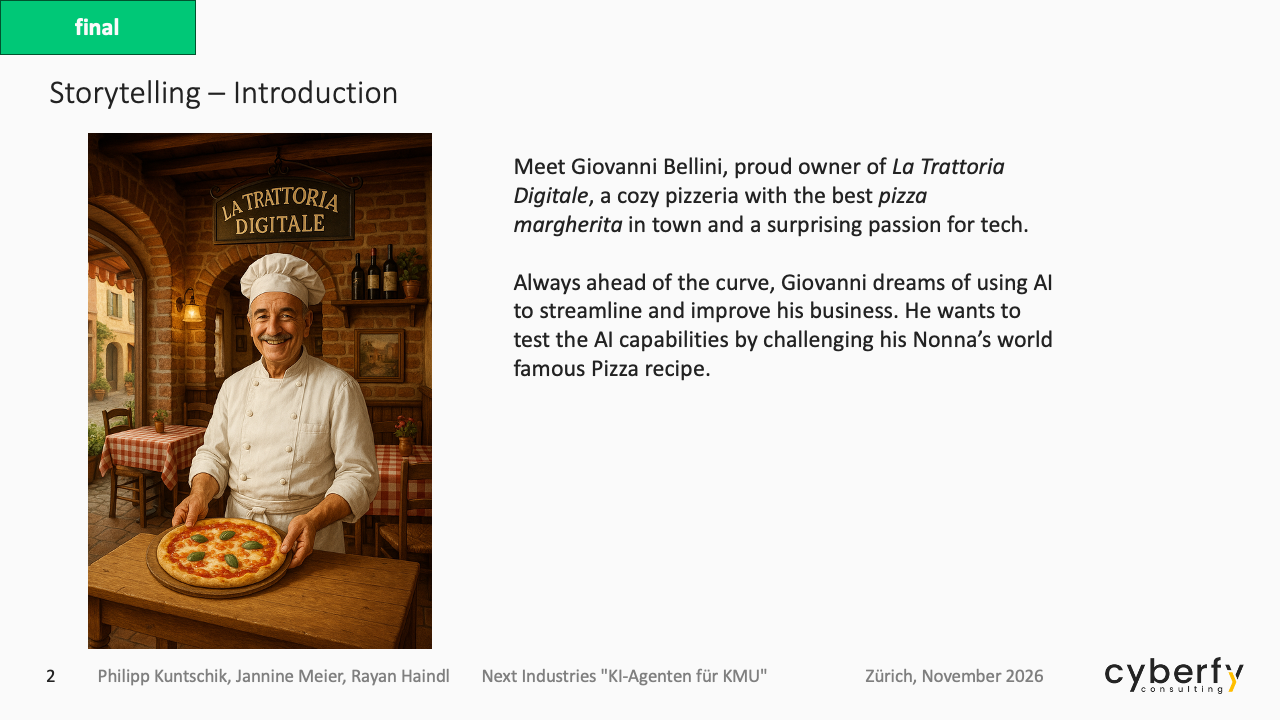 final
Storytelling – Introduction
LA TRATTORIA
DIGITALE
Meet Giovanni Bellini, proud owner of La Trattoria
Digitale, a cozy pizzeria with the best pizza
margherita in town and a surprising passion for tech.
Always ahead of the curve, Giovanni dreams of using AI
to streamline and improve his business. He wants to
test the AI capabilities by challenging his Nonna’s world
famous Pizza recipe.
2
Philipp Kuntschik, Jannine Meier, Rayan Haindl
Next Industries "KI-Agenten für KMU"
Zürich, November 2026
cyberfy
consulting